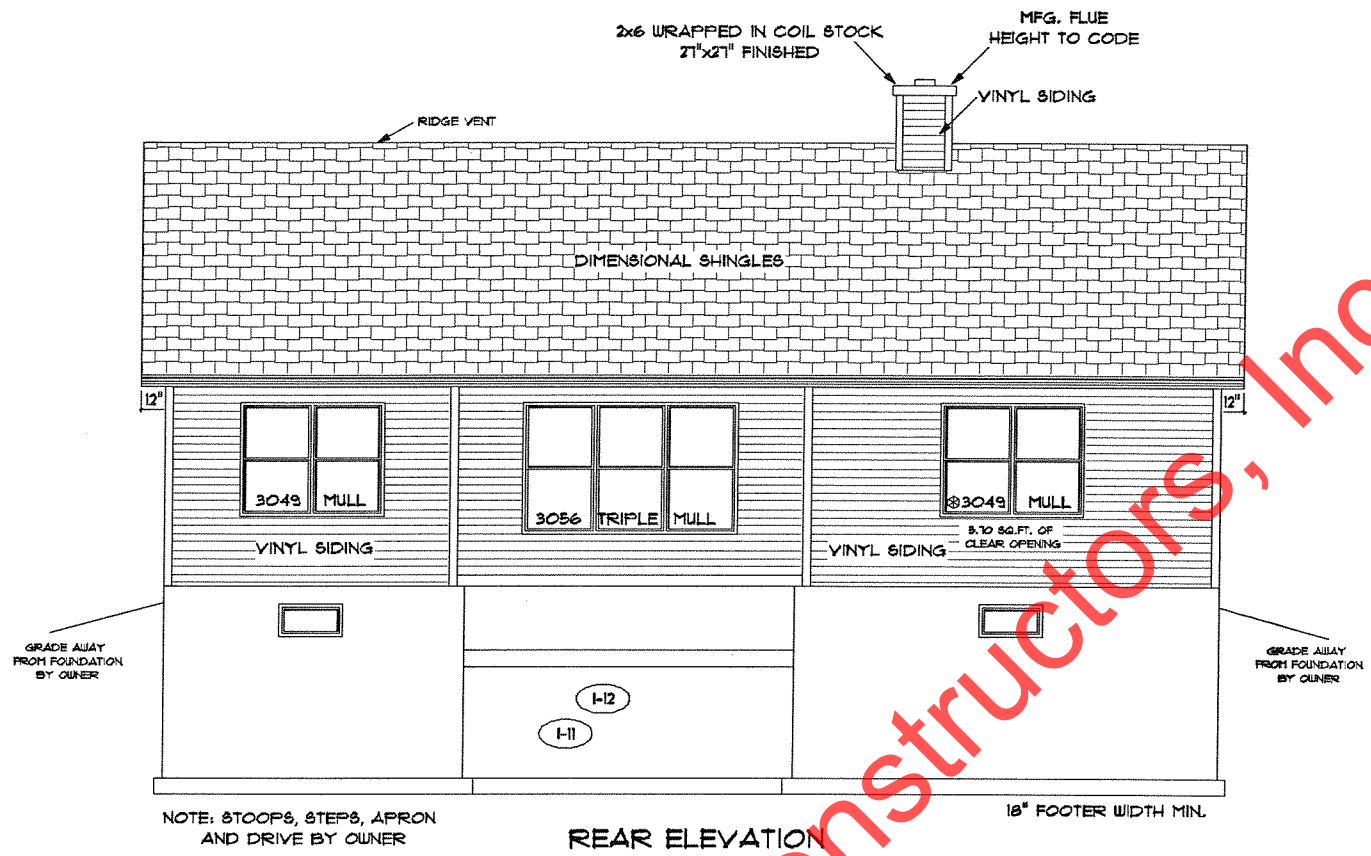 2x6 WRAPPED IN COIL STOCK
27"x27" FINISHED
MFG. FLUE
HEIGHT TO CODE
VINYL SIDING
RIDGE VENT
DIMENSIONAL SHINGLES
12"
12"
3049 MULL
3056 TRIPLE MULL
3049 MULL
5.70 SQ.FT. OF
CLEAR OPENING
VINYL SIDING
VINYL SIDING
GRADE AWAY
FROM FOUNDATION
BY OWNER
GRADE AWAY
FROM FOUNDATION
BY OWNER
1-12
1-11
NOTE: STOOPS, STEPS, APRON
AND DRIVE BY OWNER
REAR ELEVATION
18" FOOTER WIDTH MIN.
onstructors, Inc